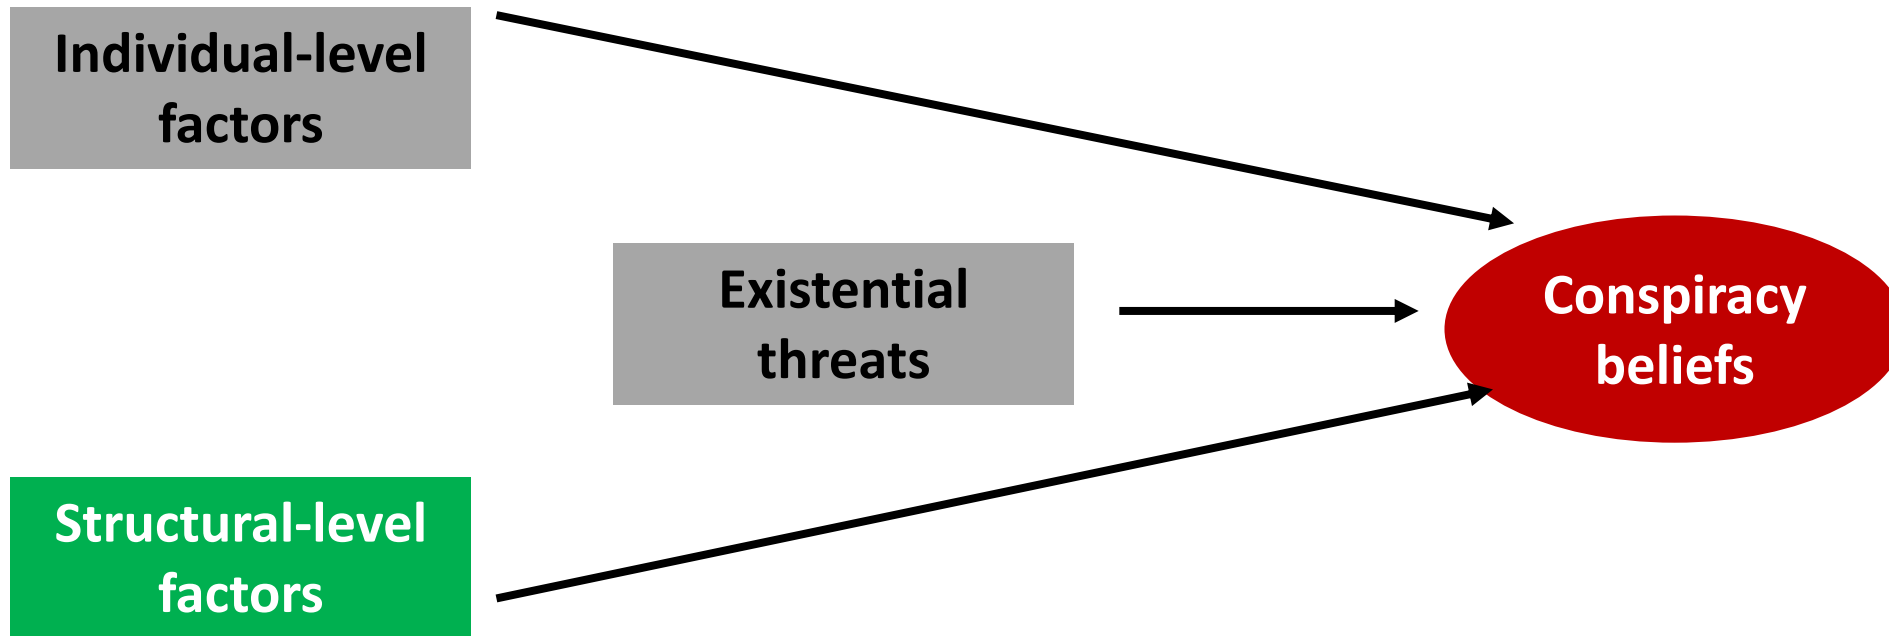 Individual-level
factors
Existential
threats
Conspiracy
beliefs
Structural-level
factors